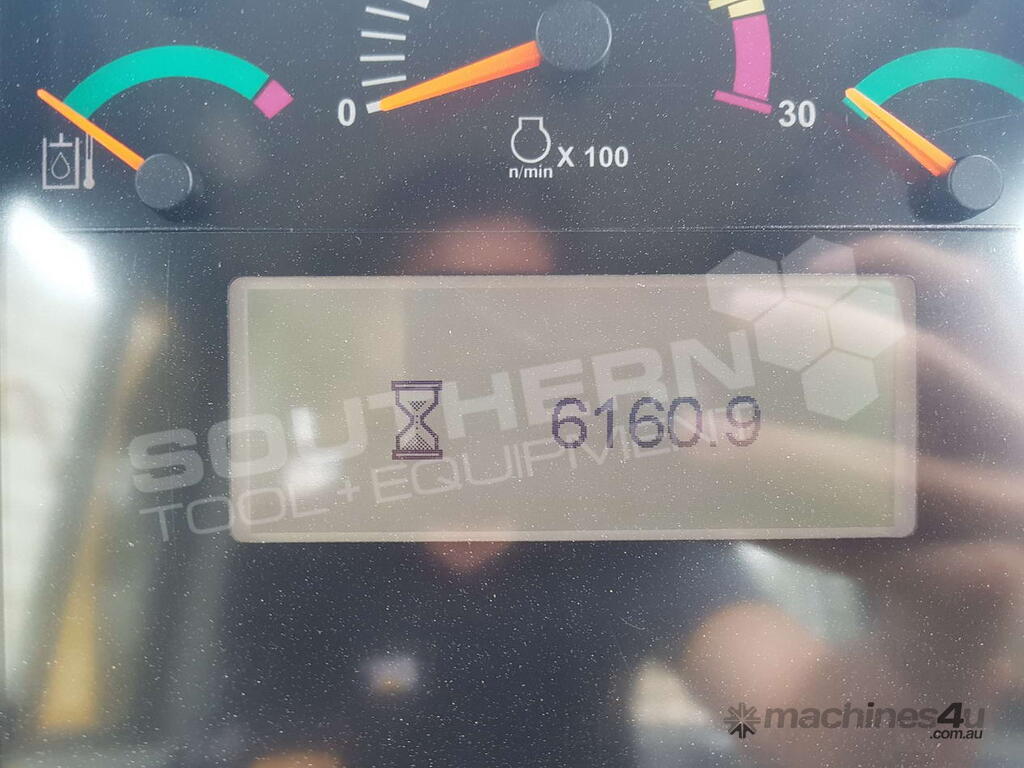 0
30
X 100
n/min
6160.9
SOUTHERN
TOOL+EQUIPMENT
machines4u
.com.au